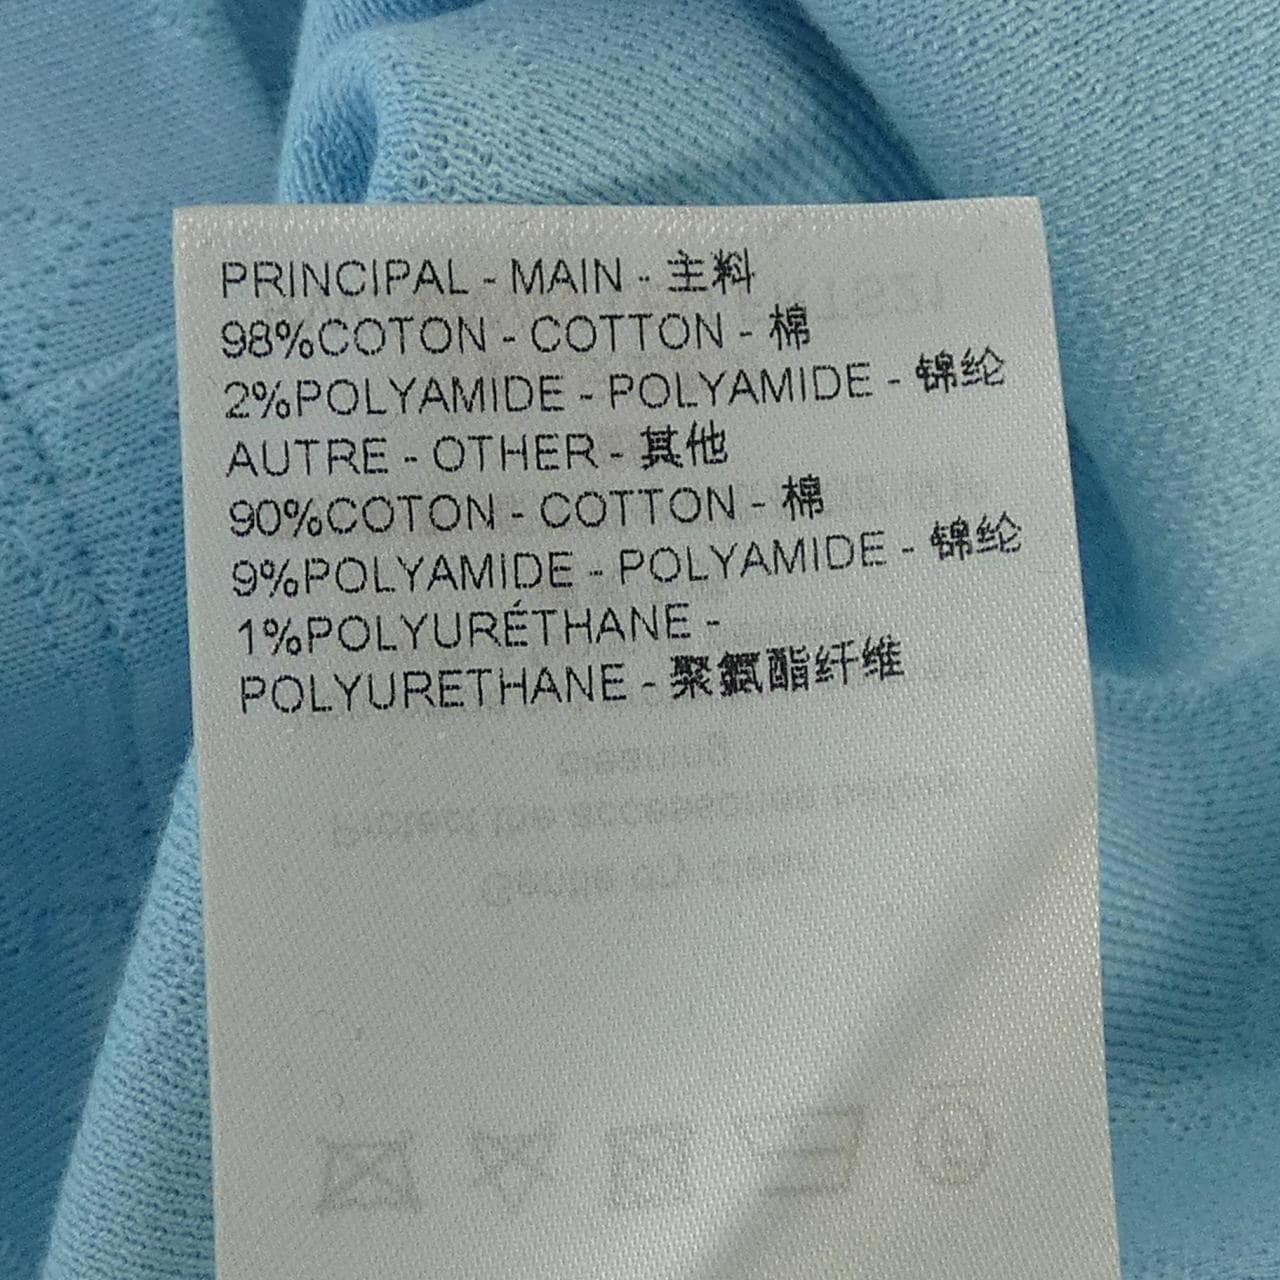 PRINCIPAL - MAIN - 主料
98%COTON - COTTON - 棉
2%POLYAMIDE - POLYAMIDE - 锦纶
AUTRE - OTHER - 其他
90%COTON - COTTON - 棉
9%POLYAMIDE - POLYAMIDE - 锦纶
1%POLYURÉTHANE -
POLYURETHANE - 聚氨酯纤维